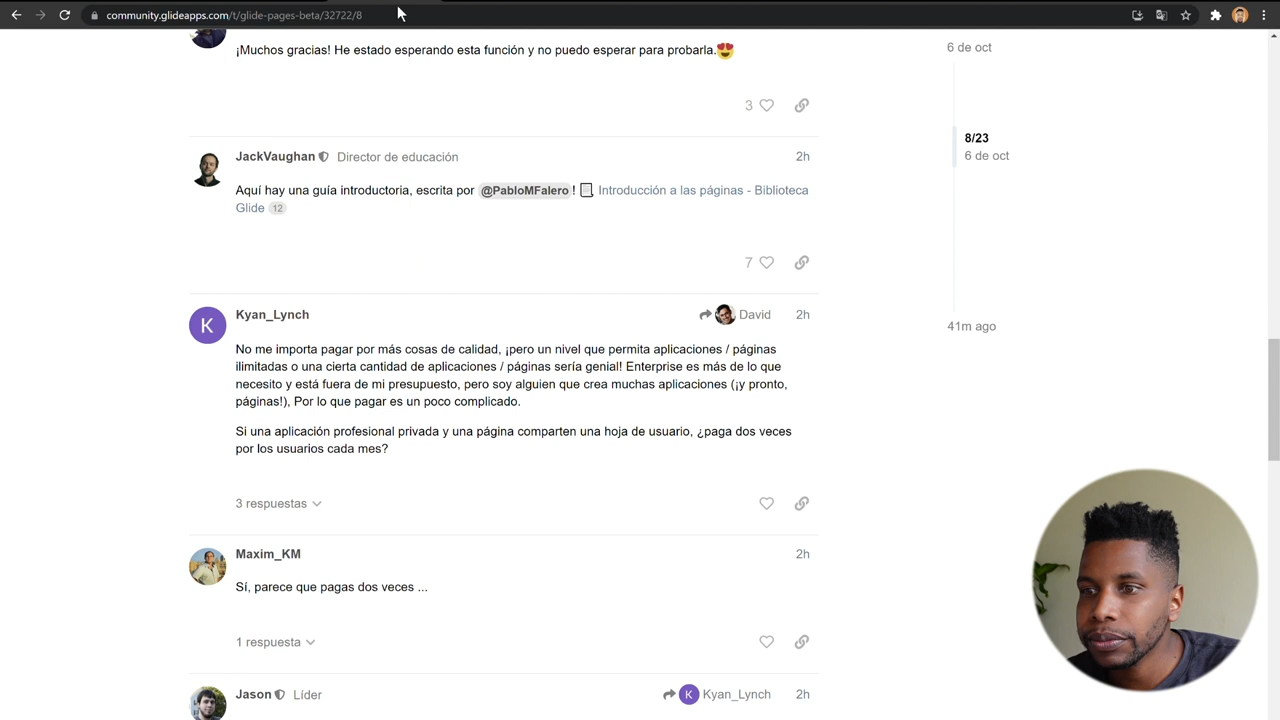 community.glideapps.com/t/glide-pages-beta/32722/8
¡Muchos gracias! He estado esperando esta función y no puedo esperar para probarla.😍
6 de oct
3
8/23
6 de oct
JackVaughan Director de educación 2h
Aquí hay una guía introductoria, escrita por @PabloMFalero ! Introducción a las páginas - Biblioteca
Glide 12
7
Kyan_Lynch David 2h
41m ago
No me importa pagar por más cosas de calidad, ¡pero un nivel que permita aplicaciones / páginas
ilimitadas o una cierta cantidad de aplicaciones / páginas sería genial! Enterprise es más de lo que
necesito y está fuera de mi presupuesto, pero soy alguien que crea muchas aplicaciones (¡y pronto,
páginas!), Por lo que pagar es un poco complicado.
Si una aplicación profesional privada y una página comparten una hoja de usuario, ¿paga dos veces
por los usuarios cada mes?
K
3 respuestas
Maxim_KM 2h
Sí, parece que pagas dos veces ...
1 respuesta
Jason Líder K Kyan_Lynch 2h